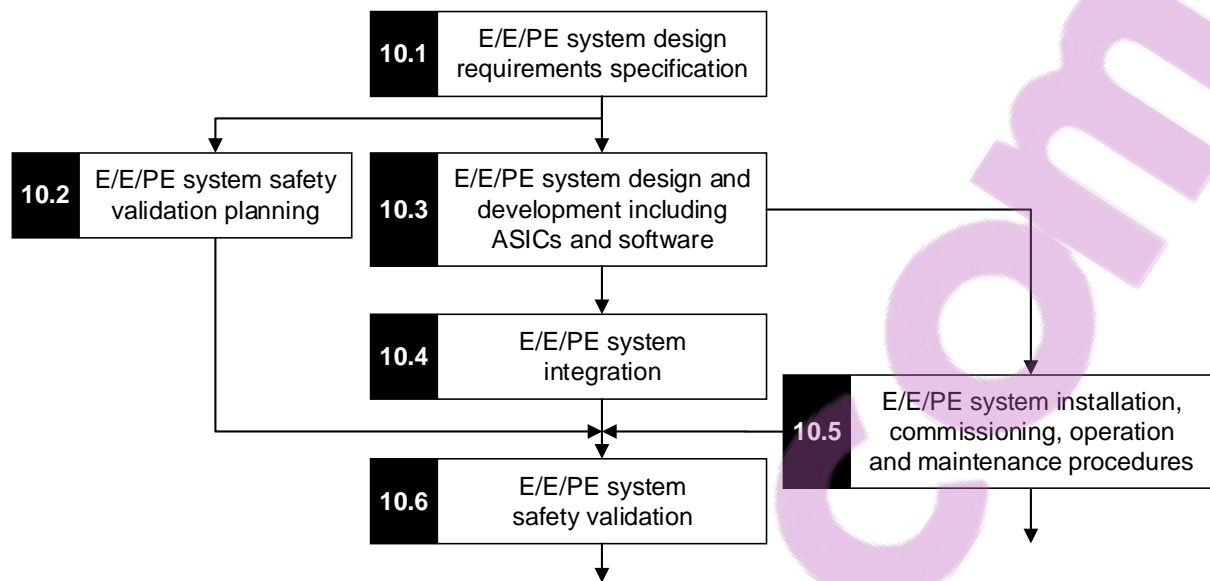 10.1
E/E/PE system design
requirements specification
10.2
E/E/PE system safety
validation planning
10.3
E/E/PE system design and
development including
ASICs and software
10.4
E/E/PE system
integration
10.5
E/E/PE system installation,
commissioning, operation
and maintenance procedures
10.6
E/E/PE system
safety validation
com